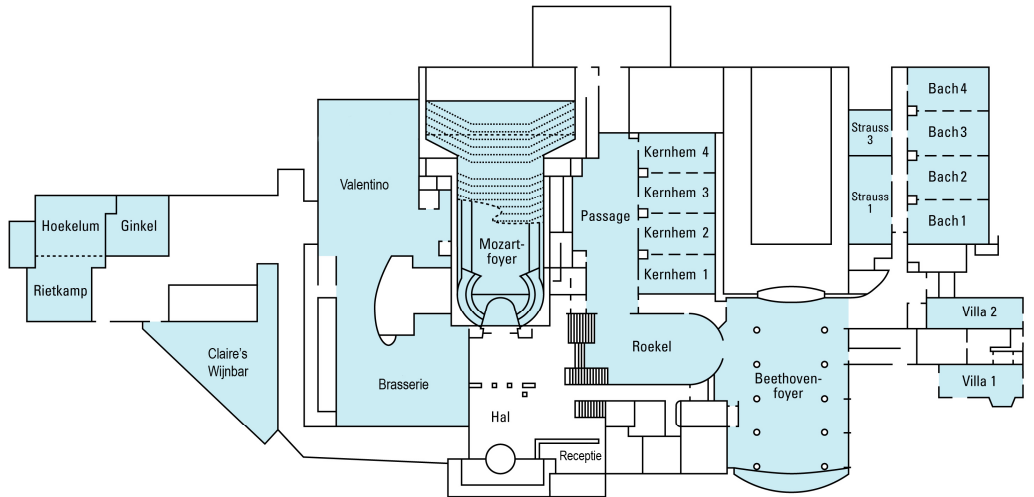 Bach 4
Strauss
3
Bach 3
Kernhem 4
Valentino
Bach 2
Kernhem 3
Strauss
1
Passage
Hoekelum
Ginkel
Bach 1
Kernhem 2
Mozart-
foyer
Kernhem 1
Rietkamp
Villa 2
Roekel
Claire's
Wijnbar
Brasserie
Beethoven-
foyer
Villa 1
Hal
Receptie